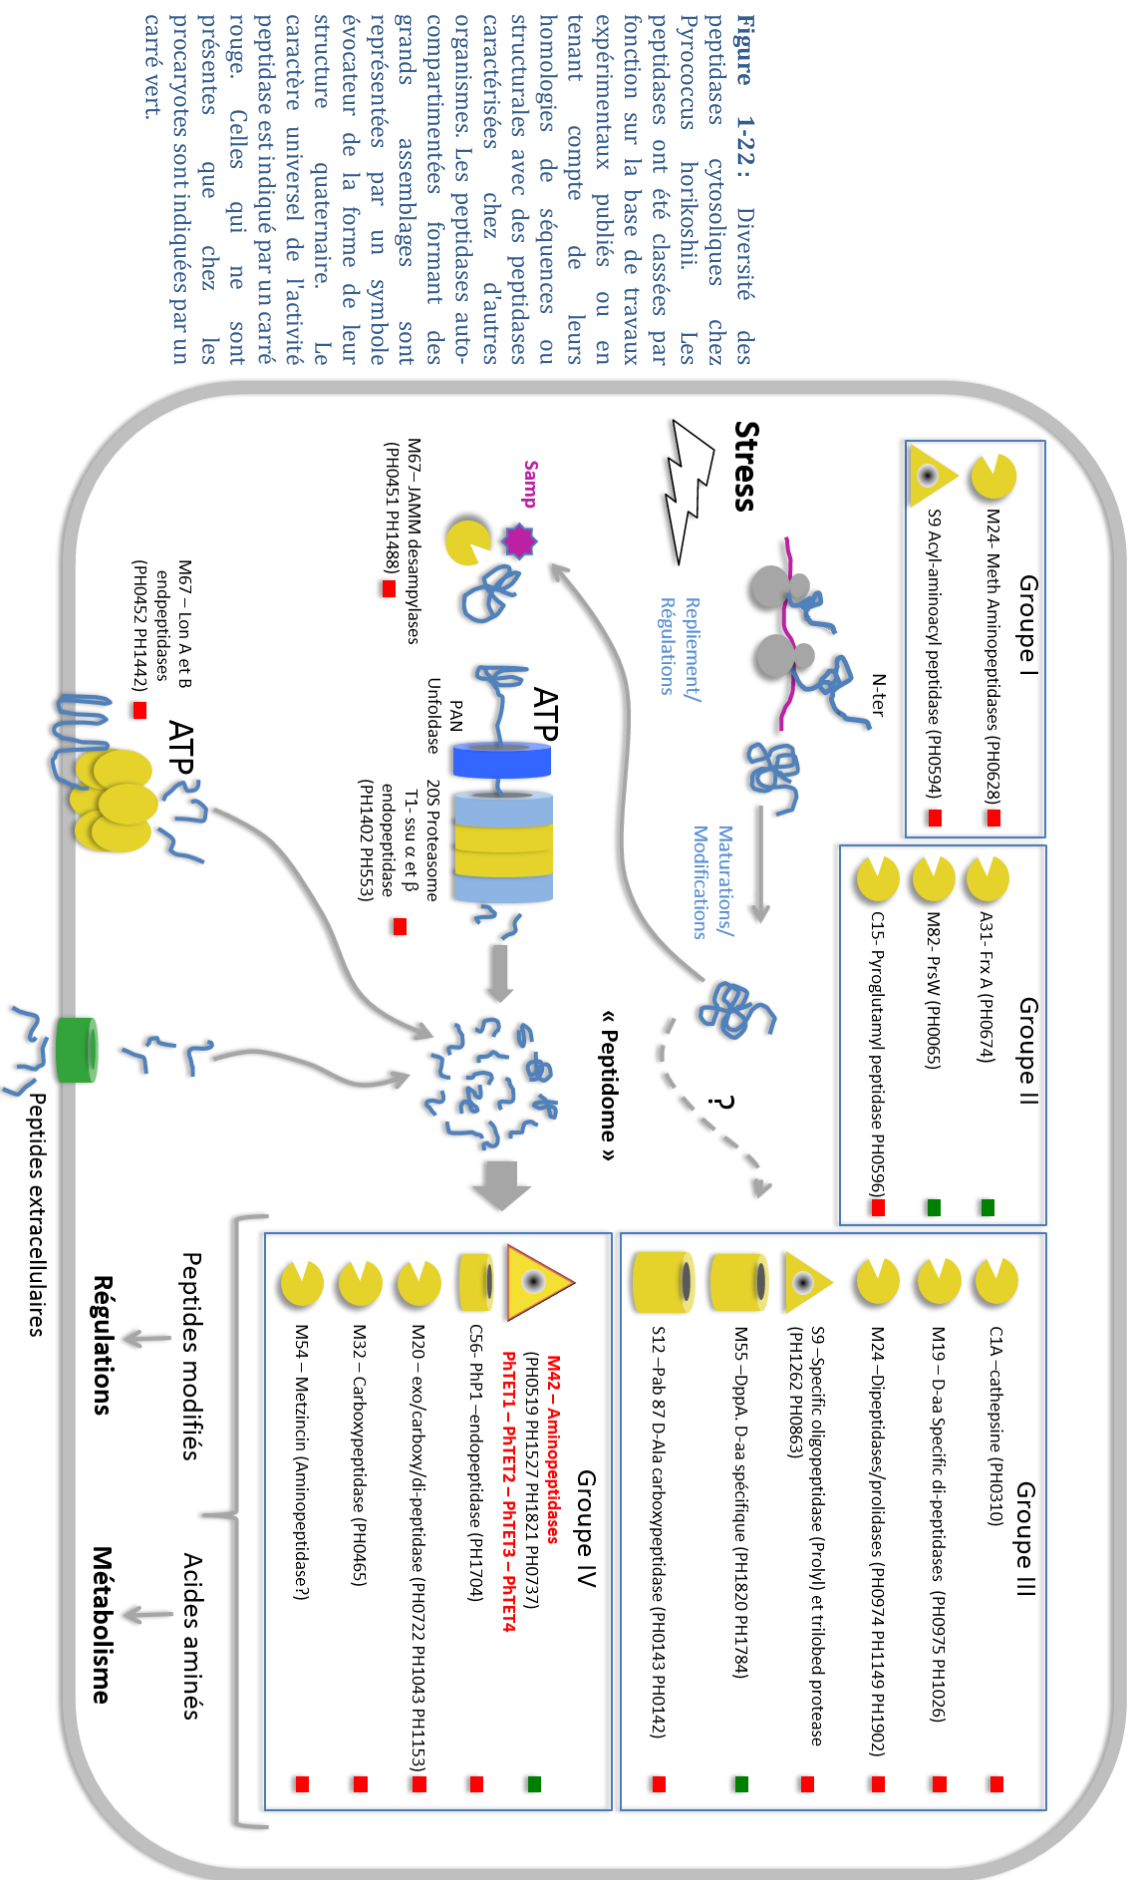 Figure 1-22 : Diversité des
peptidases cytosoliques chez
Pyrococcus horikoshii. Les
peptidases ont été classées par
fonction sur la base de travaux
expérimentaux publiés ou en
tenant compte de leurs
homologies de séquences ou
structurales avec des peptidases
caractérisées chez d'autres
organismes. Les peptidases auto-
compartimentées formant des
grands assemblages sont
représentées par un symbole
évocateur de la forme de leur
structure quaternaire. Le
caractère universel de l'activité
peptidase est indiqué par un carré
rouge. Celles qui ne sont
présentes que chez les
procaryotes sont indiquées par un
carré vert.
Groupe I
M24- Meth Aminopeptidases (PH0628)
S9 Acyl-aminoacyl peptidase (PH0594)
Groupe II
A31- Frx A (PH0674)
M82- PrsW (PH0065)
C15- Pyroglutamyl peptidase PH0596)
Groupe III
C1A –cathepsine (PH0310)
M19 – D-aa Specific di-peptidases (PH0975 PH1026)
M24 –Dipeptidases/prolidases (PH0974 PH1149 PH1902)
S9 –Specific oligopeptidase (Prolyl) et trilobed protease
(PH1262 PH0863)
M55 –DppA. D-aa spécifique (PH1820 PH1784)
S12 –Pab 87 D-Ala carboxypeptidase (PH0143 PH0142)
Groupe IV
M42 – Aminopeptidases
(PH0519 PH1527 PH1821 PH0737)
PhTET1 – PhTET2 – PhTET3 – PhTET4
C56- PhP1 –endopeptidase (PH1704)
M20 – exo/carboxy/di-peptidase (PH0722 PH1043 PH1153)
M32 – Carboxypeptidase (PH0465)
M54 – Metzincin (Aminopeptidase?)
N-ter
Stress
Repliement/
Régulations
Maturations/
Modifications
?
« Peptidome »
Samp
M67– JAMM desampylases
(PH0451 PH1488)
ATP
PAN
Unfoldase
20S Proteasome
T1- ssu α et β
endopeptidase
(PH1402 PH553)
M67 – Lon A et B
endpeptidases
(PH0452 PH1442)
ATP
Peptides extracellulaires
Peptides modifiés
Régulations
Acides aminés
Métabolisme